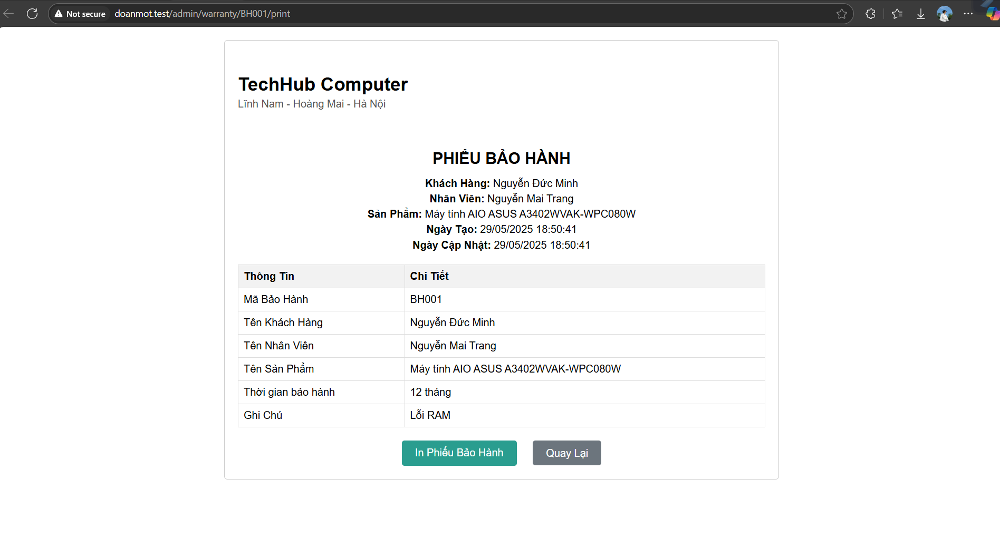 Not secure doanmot.test/admin/warranty/BH001/print
TechHub Computer
Lĩnh Nam - Hoàng Mai - Hà Nội
PHIẾU BẢO HÀNH
Khách Hàng: Nguyễn Đức Minh
Nhân Viên: Nguyễn Mai Trang
Sản Phẩm: Máy tính AIO ASUS A3402WVAK-WPC080W
Ngày Tạo: 29/05/2025 18:50:41
Ngày Cập Nhật: 29/05/2025 18:50:41
Thông Tin Chi Tiết
Mã Bảo Hành BH001
Tên Khách Hàng Nguyễn Đức Minh
Tên Nhân Viên Nguyễn Mai Trang
Tên Sản Phẩm Máy tính AIO ASUS A3402WVAK-WPC080W
Thời gian bảo hành 12 tháng
Ghi Chú Lỗi RAM
In Phiếu Bảo Hành Quay Lại